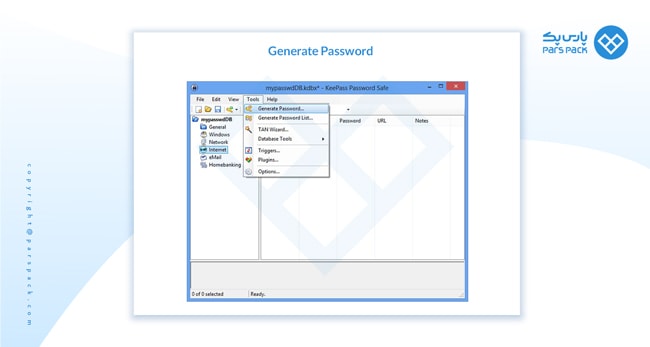 پارس پک
PARS PACK
Generate Password
mypasswdDB.kdbx* - KeePass Password Safe
File Edit View Tools Help
mypasswdDB
General
Windows
Network
Internet
eMail
Homebanking
Generate Password...
Generate Password List...
TAN Wizard...
Database Tools
Triggers...
Plugins...
Options...
Password URL Notes
0 of 0 selected Ready.
copyright@parspack.com